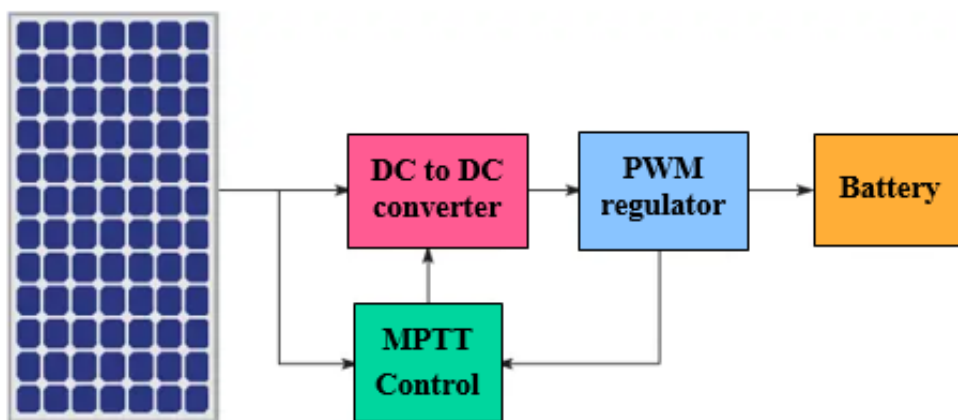 DC to DC
converter
PWM
regulator
Battery
MPTT
Control